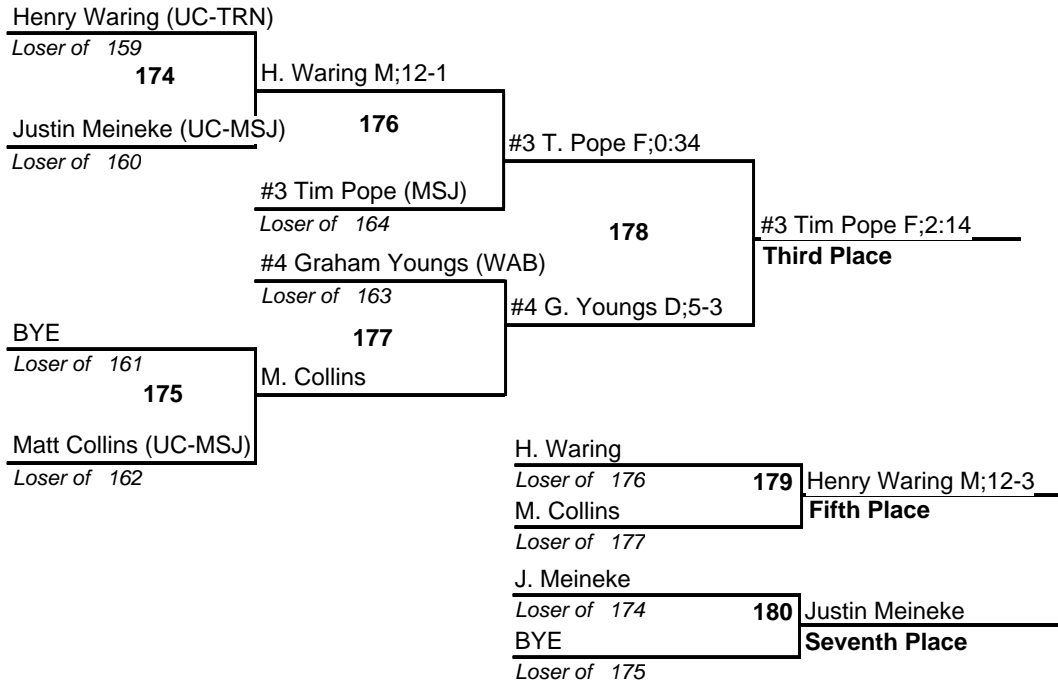 Henry Waring (UC-TRN)
Loser of 159
174
H. Waring M;12-1
Justin Meineke (UC-MSJ)
Loser of 160
176
#3 T. Pope F;0:34
#3 Tim Pope (MSJ)
Loser of 164
178
#3 Tim Pope F;2:14
Third Place
#4 Graham Youngs (WAB)
Loser of 163
#4 G. Youngs D;5-3
BYE
Loser of 161
177
175
M. Collins
Matt Collins (UC-MSJ)
Loser of 162
H. Waring
Loser of 176
179
Henry Waring M;12-3
M. Collins
Fifth Place
Loser of 177
J. Meineke
Loser of 174
180
Justin Meineke
BYE
Seventh Place
Loser of 175